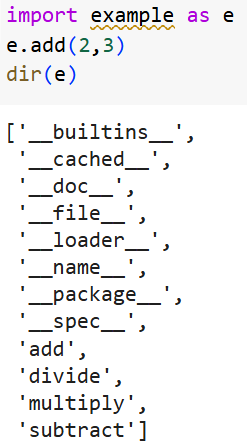 import example as e
e.add(2,3)
dir(e)
['__builtins__',
'__cached__',
'__doc__',
'__file__',
'__loader__',
'__name__',
'__package__',
'__spec__',
'add',
'divide',
'multiply',
'subtract']